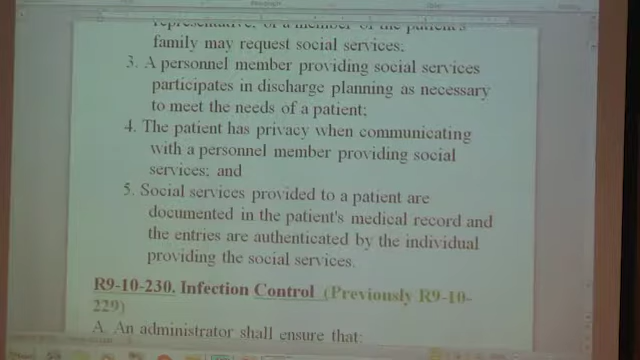 representative, or a member of the patient's
family may request social services;
3. A personnel member providing social services
participates in discharge planning as necessary
to meet the needs of a patient;
4. The patient has privacy when communicating
with a personnel member providing social
services; and
5. Social services provided to a patient are
documented in the patient's medical record and
the entries are authenticated by the individual
providing the social services.
R9-10-230. Infection Control (Previously R9-10-
229)
A. An administrator shall ensure that: